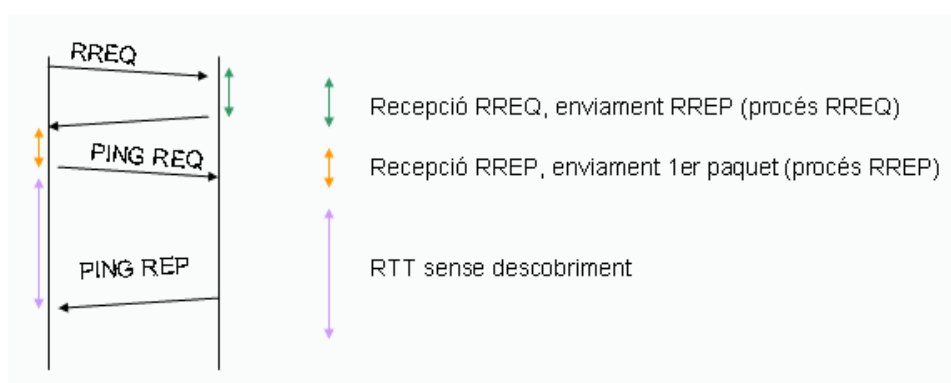 RREQ
Recepció RREQ, enviament RREP (procés RREQ)
PING REQ
Recepció RREP, enviament 1er paquet (procés RREP)
PING REP
RTT sense descobriment